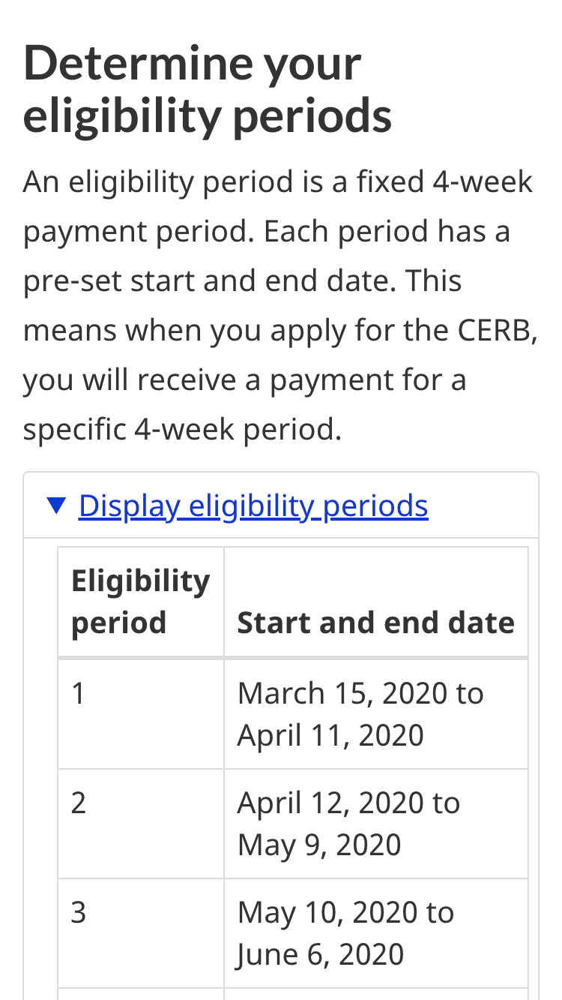 Determine your
eligibility periods
An eligibility period is a fixed 4-week
payment period. Each period has a
pre-set start and end date. This
means when you apply for the CERB,
you will receive a payment for a
specific 4-week period.
▼ Display eligibility periods
Eligibility
period
Start and end date
1
March 15, 2020 to
April 11, 2020
2
April 12, 2020 to
May 9, 2020
3
May 10, 2020 to
June 6, 2020